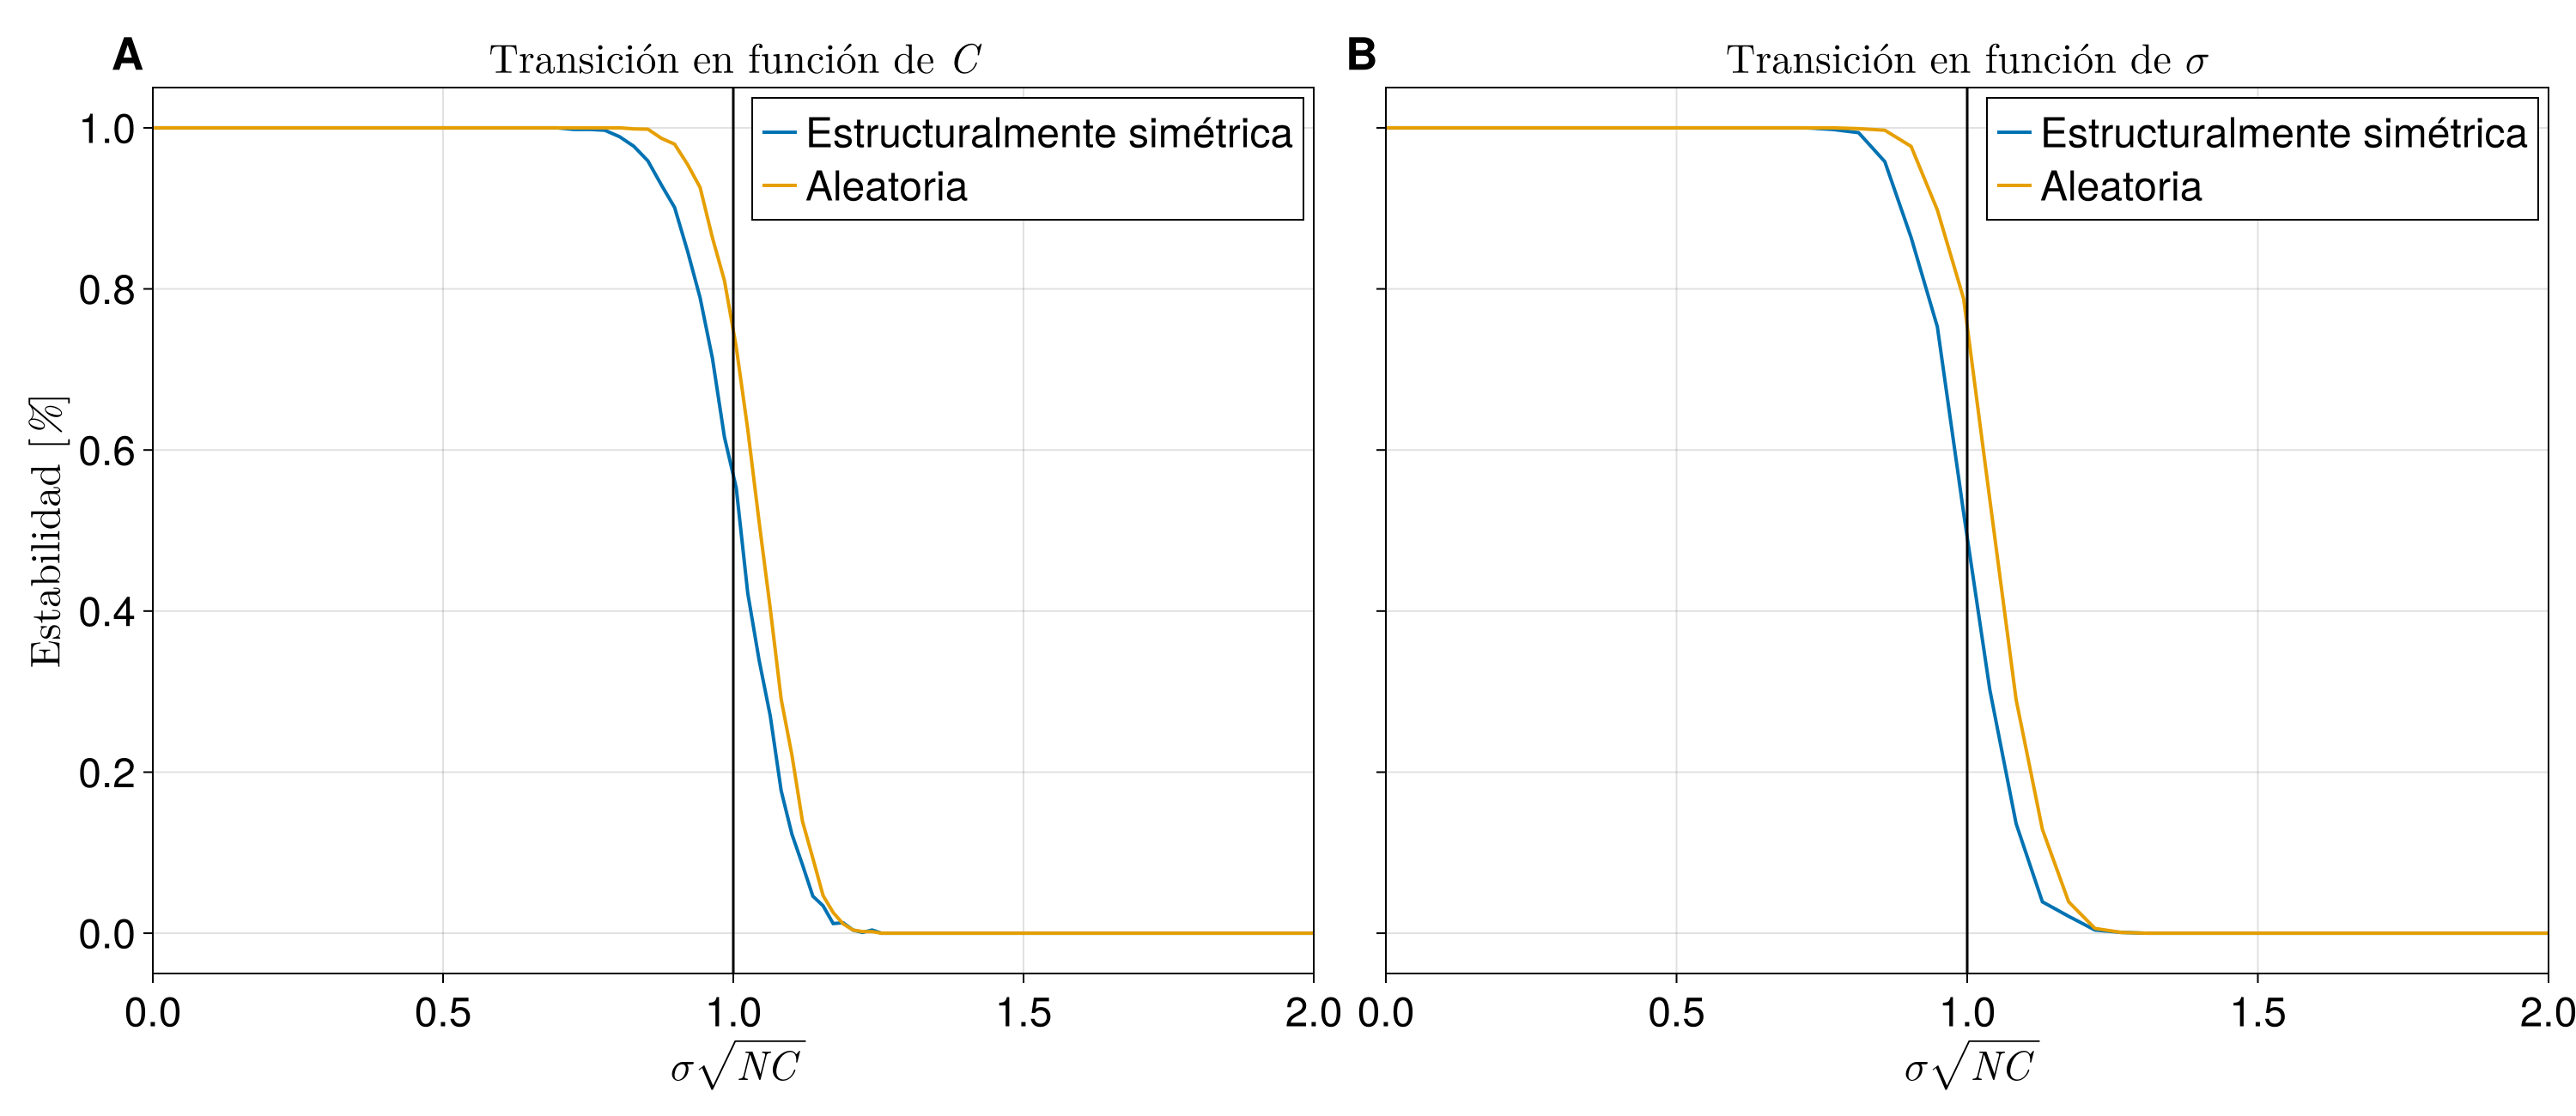 A
Transición en función de C
Estabilidad [%]
1.0
0.8
0.6
0.4
0.2
0.0
Estructuralmente simétrica
Aleatoria
0.0 0.5 1.0 1.5 2.0
σ√NC
B
Transición en función de σ
Estructuralmente simétrica
Aleatoria
0.0 0.5 1.0 1.5 2.0
σ√NC